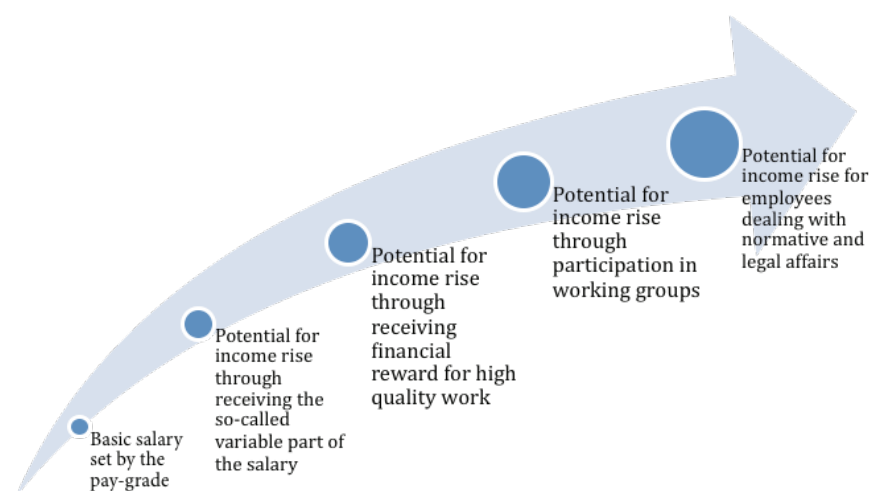 Basic salary
set by the
pay-grade
Potential for
income rise
through
receiving the
so-called
variable part of
the salary
Potential for
income rise
through
receiving
financial
reward for high
quality work
Potential for
income rise
through
participation in
working groups
Potential for
income rise for
employees
dealing with
normative and
legal affairs